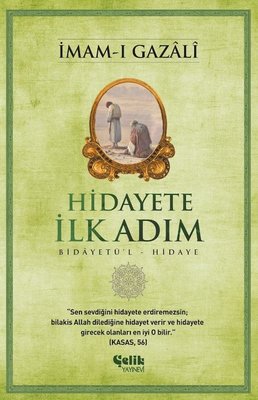 İMAM-I GAZÂLÎ
HİDAYETE
İLK ADIM
BİDÂYETÜ'L - HİDAYE
"Sen sevdiğini hidayete erdiremezsin;
bilakis Allah dilediğine hidayet verir ve hidayete
girecek olanları en iyi O bilir."
(KASAS, 56)
Çelik
YAYINEVİ